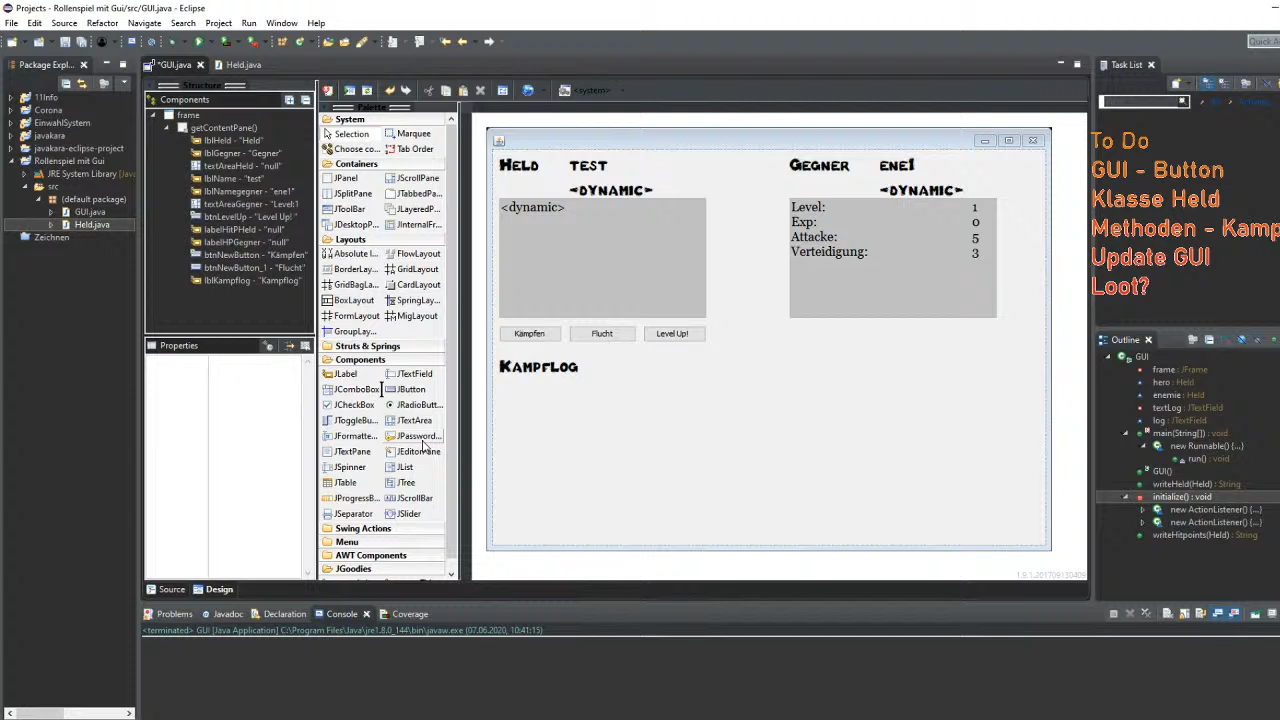 Projects - Rollenspiel mit Gui/src/GUI.java - Eclipse
File Edit Source Refactor Navigate Search Project Run Window Help
Quick A
Package Expl...
*GUI.java
Held.java
Task List
11Info
Corona
EinwahlSystem
javakara
javakara-eclipse-project
Rollenspiel mit Gui
JRE System Library [Java
src
(default package)
GUI.java
Held.java
Zeichnen
Structure
Components
frame
getContentPane()
lblHeld - "Held"
lblGegner - "Gegner"
textAreaHeld - "null"
lblName - "test"
lblNamegegner - "ene1"
textAreaGegner - "Level:1
btnLevelUp - "Level Up!"
labelHitPHeld - "null"
labelHPGegner - "null"
btnNewButton - "Kämpfen"
btnNewButton_1 - "Flucht"
lblKampflog - "Kampflog"
Properties
<system>
Palette
System
Selection Marquee
Choose co... Tab Order
Containers
JPanel JScrollPane
JSplitPane JTabbedPa...
JToolBar JLayeredP...
JDesktopP... JInternalFr...
Layouts
Absolute l... FlowLayout
BorderLay... GridLayout
GridBagLa... CardLayout
BoxLayout SpringLay...
FormLayout MigLayout
GroupLay...
Struts & Springs
Components
JLabel JTextField
JComboBox JButton
JCheckBox JRadioButt...
JToggleBu... JTextArea
JFormatte... JPassword...
JTextPane JEditorPane
JSpinner JList
JTable JTree
JProgressB... JScrollBar
JSeparator JSlider
Swing Actions
Menu
AWT Components
JGoodies
Held test
<dynamic>
<dynamic>
Gegner ene1
<dynamic>
Level: 1
Exp: 0
Attacke: 5
Verteidigung: 3
Kämpfen Flucht Level Up!
Kampflog
1.9.1.201709130409
To Do
GUI - Button
Klasse Held
Methoden - Kamp
Update GUI
Loot?
Outline
GUI
frame : JFrame
hero : Held
enemie : Held
textLog : JTextField
log : JTextField
main(String[]) : void
new Runnable() {...}
run() : void
GUI()
writeHeld(Held) : String
initialize() : void
new ActionListener() {...}
new ActionListener() {...}
writeHitpoints(Held) : String
Source Design
Problems Javadoc Declaration Console Coverage
<terminated> GUI [Java Application] C:\Program Files\Java\jre1.8.0_144\bin\javaw.exe (07.06.2020, 10:41:15)